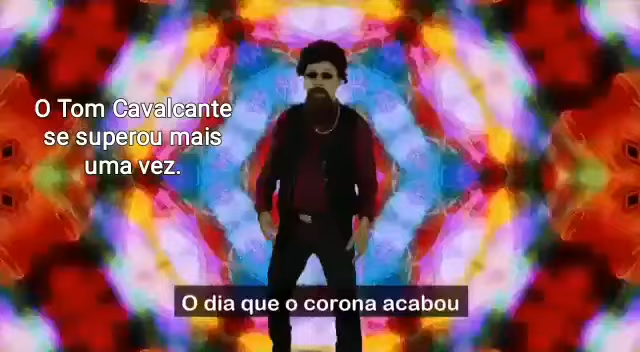 O Tom Cavalcante
se superou mais
uma vez.
O dia que o corona acabou